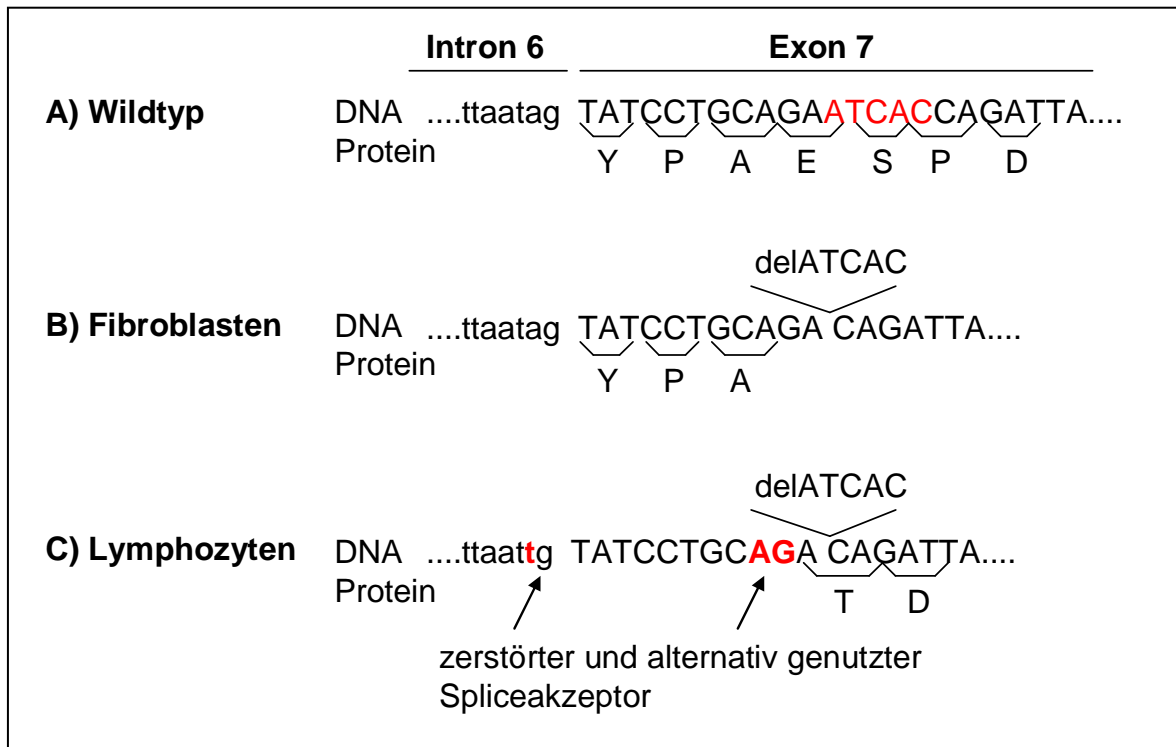 Intron 6 Exon 7
A) Wildtyp DNA ....ttaatag TATCCTGCAGAATCACCAGATTA....
Protein
Y P A E S P D
delATCAC
B) Fibroblasten DNA ....ttaatag TATCCTGCAGA CAGATTA....
Protein
Y P A
delATCAC
C) Lymphozyten DNA ....ttaattg TATCCTGCAGA CAGATTA....
Protein
T D
zerstörter und alternativ genutzter
Spliceakzeptor